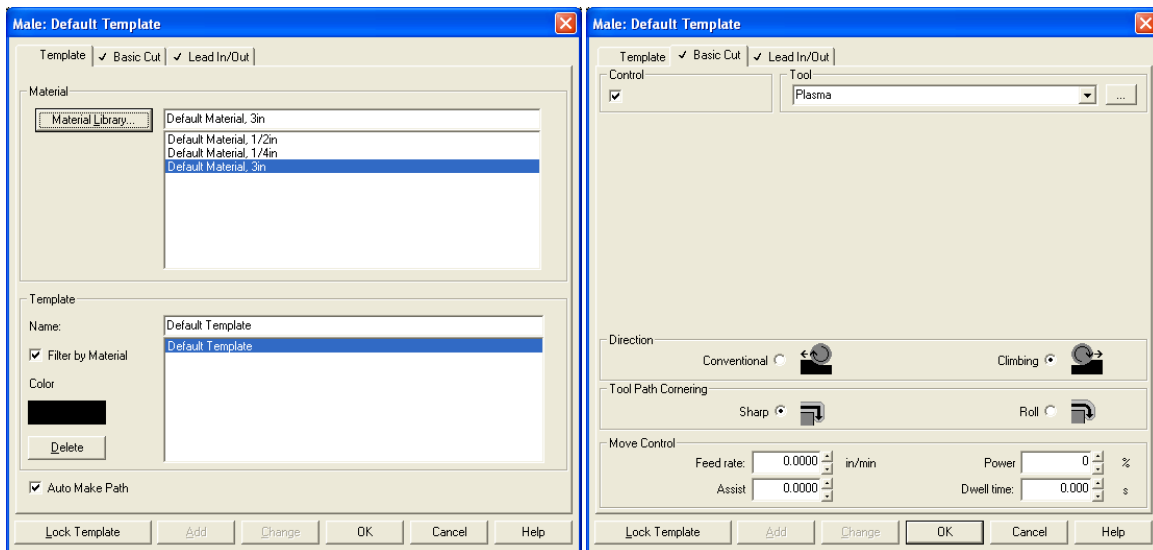 Male: Default Template
Template ✓ Basic Cut ✓ Lead In/Out
Material
Material Library...
Default Material, 3in
Default Material, 1/2in
Default Material, 1/4in
Default Material, 3in
Template
Name:
Default Template
Filter by Material
Default Template
Color
Delete
Auto Make Path
Lock Template Add Change OK Cancel Help
Male: Default Template
Template ✓ Basic Cut ✓ Lead In/Out
Control
Tool
Plasma
...
Direction
Conventional Climbing
Tool Path Cornering
Sharp Roll
Move Control
Feed rate: 0.0000 in/min Power 0 %
Assist 0.0000 Dwell time: 0.000 s
Lock Template Add Change OK Cancel Help